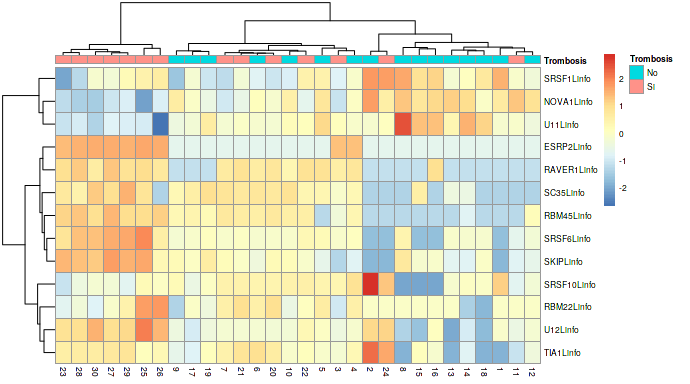 Trombosis
Trombosis
No
SI
2
1
0
-1
-2
SRSF1Linfo
NOVA1Linfo
U11Linfo
ESRP2Linfo
RAVER1Linfo
SC35Linfo
RBM45Linfo
SRSF6Linfo
SKIPLinfo
SRSF10Linfo
RBM22Linfo
U12Linfo
TIA1Linfo
23 28 30 27 29 25 26 9 17 19 7 21 6 20 10 22 5 3 4 2 24 8 15 16 13 14 18 1 11 12